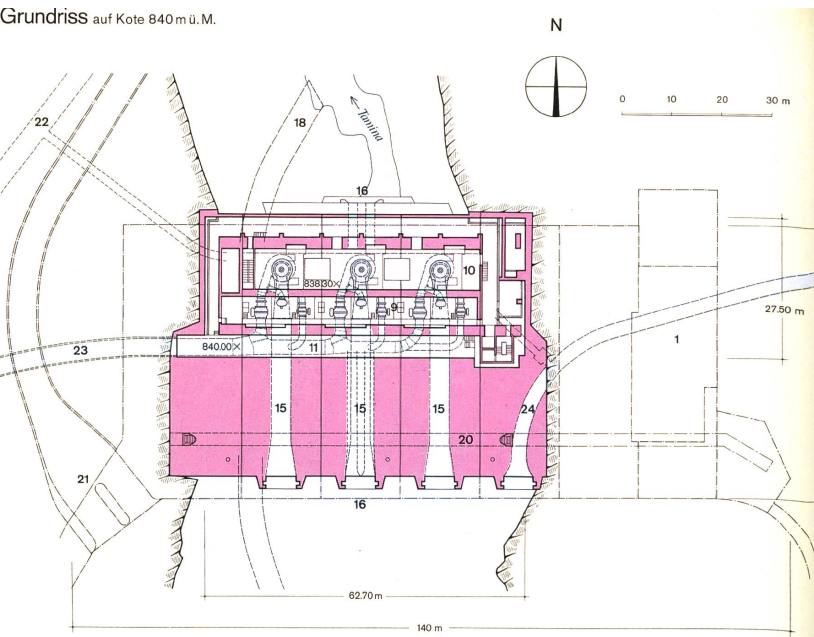 Grundriss auf Kote 840 m ü. M.
N
0 10 20 30 m
22
18
← Tamina
16
10
838.30×
9
27.50 m
840.00×
11
23
1
15
15
15
24
20
21
16
62.70 m
140 m